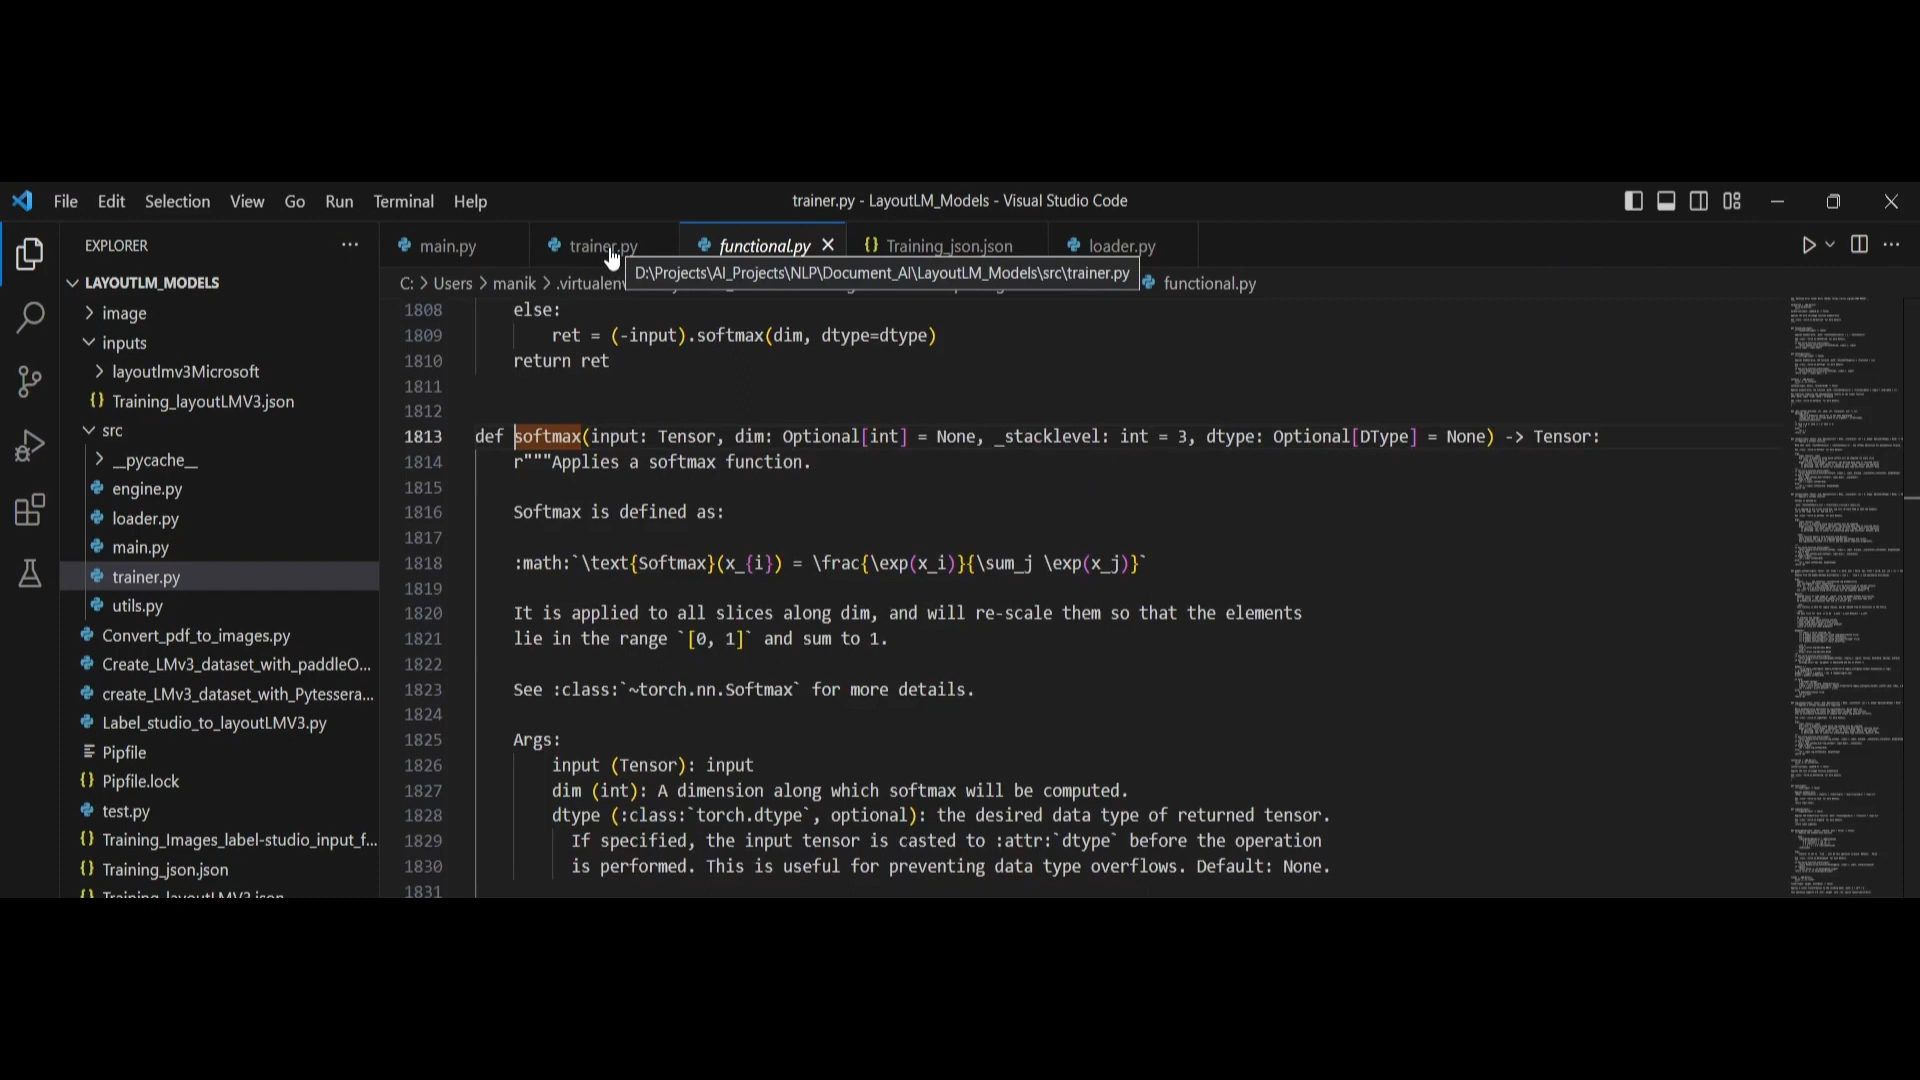 File Edit Selection View Go Run Terminal Help
trainer.py - LayoutLM_Models - Visual Studio Code
EXPLORER
main.py
trainer.py
functional.py
Training_json.json
loader.py
D:\Projects\AI_Projects\NLP\Document_AI\LayoutLM_Models\src\trainer.py
C: > Users > manik > .virtualenv
functional.py
LAYOUTLM_MODELS
image
inputs
layoutlmv3Microsoft
Training_layoutLMV3.json
src
__pycache__
engine.py
loader.py
main.py
trainer.py
utils.py
Convert_pdf_to_images.py
Create_LMv3_dataset_with_paddleO...
create_LMv3_dataset_with_Pytessera...
Label_studio_to_layoutLMV3.py
Pipfile
Pipfile.lock
test.py
Training_Images_label-studio_input_f...
Training_json.json
1808 else:
1809 ret = (-input).softmax(dim, dtype=dtype)
1810 return ret
1811
1812
1813 def softmax(input: Tensor, dim: Optional[int] = None, _stacklevel: int = 3, dtype: Optional[DType] = None) -> Tensor:
1814 r"""Applies a softmax function.
1815
1816 Softmax is defined as:
1817
1818 :math:`\text{Softmax}(x_{i}) = \frac{\exp(x_i)}{\sum_j \exp(x_j)}`
1819
1820 It is applied to all slices along dim, and will re-scale them so that the elements
1821 lie in the range `[0, 1]` and sum to 1.
1822
1823 See :class:`~torch.nn.Softmax` for more details.
1824
1825 Args:
1826 input (Tensor): input
1827 dim (int): A dimension along which softmax will be computed.
1828 dtype (:class:`torch.dtype`, optional): the desired data type of returned tensor.
1829 If specified, the input tensor is casted to :attr:`dtype` before the operation
1830 is performed. This is useful for preventing data type overflows. Default: None.
1831